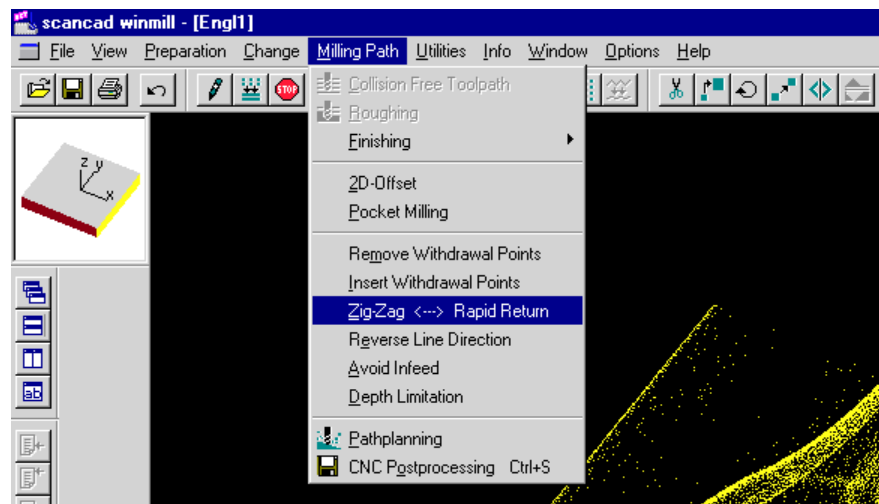 scancad winmill - [Engl1]
File View Preparation Change Milling Path Utilities Info Window Options Help
STOP
Collision Free Toolpath
Roughing
Finishing
2D-Offset
Pocket Milling
Remove Withdrawal Points
Insert Withdrawal Points
Zig-Zag <---> Rapid Return
Reverse Line Direction
Avoid Infeed
Depth Limitation
Pathplanning
CNC Postprocessing Ctrl+S
z y
x
ab